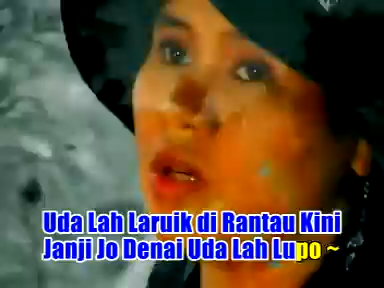 Uda Lah Laruik di Rantau Kini
Janji Jo Denai Uda Lah Lupo ~